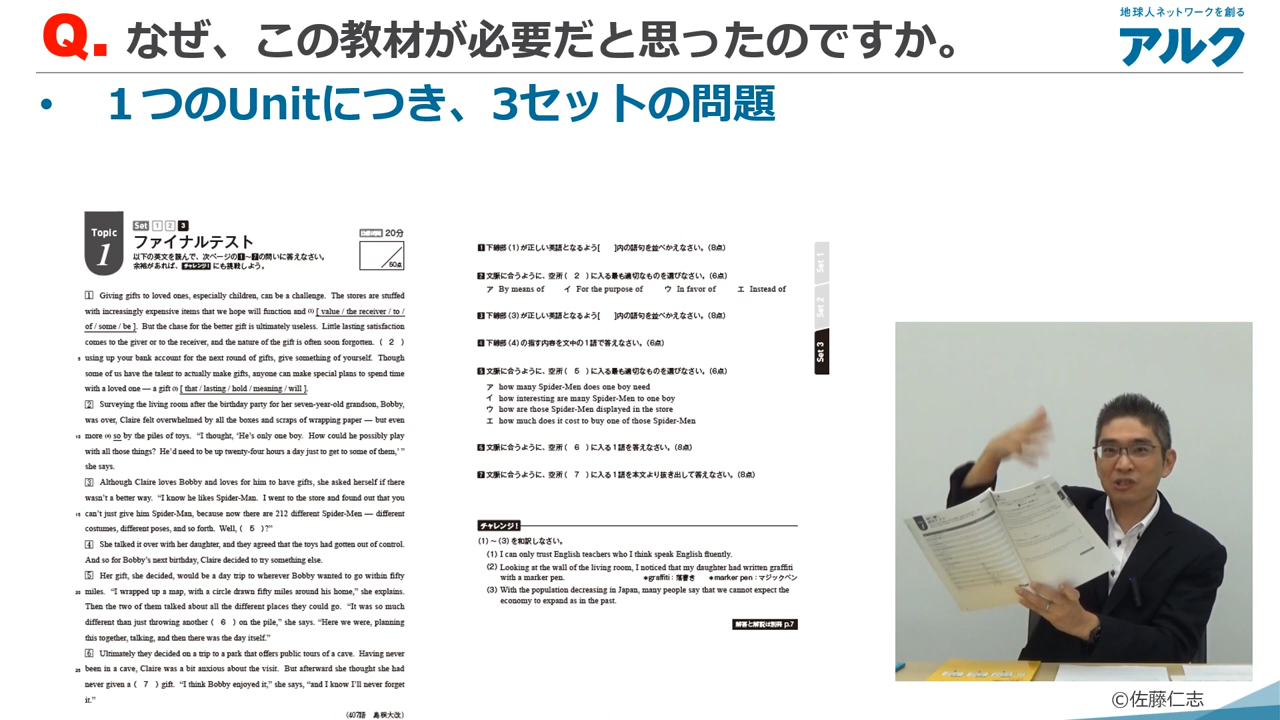 Q. なぜ、この教材が必要だと思ったのですか。
地球人ネットワークを創る
アルク
• １つのUnitにつき、3セットの問題
Topic 1
Set 1 2 3
ファイナルテスト
20分
以下の英文を読んで、次ページの1～7の問いに答えなさい。
余裕があれば、チャレンジ！にも挑戦しよう。
/50点
1 Giving gifts to loved ones, especially children, can be a challenge. The stores are stuffed
with increasingly expensive items that we hope will function and (1) [ value / the receiver / to /
of / some / be ]. But the chase for the better gift is ultimately useless. Little lasting satisfaction
comes to the giver or to the receiver, and the nature of the gift is often soon forgotten. ( 2 )
5 using up your bank account for the next round of gifts, give something of yourself. Though
some of us have the talent to actually make gifts, anyone can make special plans to spend time
with a loved one — a gift (3) [ that / lasting / hold / meaning / will ].
2 Surveying the living room after the birthday party for her seven-year-old grandson, Bobby,
was over, Claire felt overwhelmed by all the boxes and scraps of wrapping paper — but even
10 more (4) so by the piles of toys. “I thought, ‘He’s only one boy. How could he possibly play
with all those things? He’d need to be up twenty-four hours a day just to get to some of them,’ ”
she says.
3 Although Claire loves Bobby and loves for him to have gifts, she asked herself if there
wasn’t a better way. “I know he likes Spider-Man. I went to the store and found out that you
15 can’t just give him Spider-Man, because now there are 212 different Spider-Men — different
costumes, different poses, and so forth. Well, ( 5 )?”
4 She talked it over with her daughter, and they agreed that the toys had gotten out of control.
And so for Bobby’s next birthday, Claire decided to try something else.
5 Her gift, she decided, would be a day trip to wherever Bobby wanted to go within fifty
20 miles. “I wrapped up a map, with a circle drawn fifty miles around his home,” she explains.
Then the two of them talked about all the different places they could go. “It was so much
different than just throwing another ( 6 ) on the pile,” she says. “Here we were, planning
this together, talking, and then there was the day itself.”
6 Ultimately they decided on a trip to a park that offers public tours of a cave. Having never
25 been in a cave, Claire was a bit anxious about the visit. But afterward she thought she had
never given a ( 7 ) gift. “I think Bobby enjoyed it,” she says, “and I know I’ll never forget
it.”
(407語 島根大改)
1 下線部(1)が正しい英語となるよう[ ]内の語句を並べかえなさい。(8点)
2 文脈に合うように、空所( 2 )に入る最も適切なものを選びなさい。(6点)
ア By means of イ For the purpose of ウ In favor of エ Instead of
3 下線部(3)が正しい英語となるよう[ ]内の語句を並べかえなさい。(8点)
4 下線部(4)の指す内容を文中の1語で答えなさい。(6点)
5 文脈に合うように、空所( 5 )に入る最も適切なものを選びなさい。(6点)
ア how many Spider-Men does one boy need
イ how interesting are many Spider-Men to one boy
ウ how are those Spider-Men displayed in the store
エ how much does it cost to buy one of those Spider-Men
6 文脈に合うように、空所( 6 )に入る1語を答えなさい。(8点)
7 文脈に合うように、空所( 7 )に入る1語を本文より抜き出して答えなさい。(8点)
チャレンジ！
(1)～(3)を和訳しなさい。
(1) I can only trust English teachers who I think speak English fluently.
(2) Looking at the wall of the living room, I noticed that my daughter had written graffiti
with a marker pen. *graffiti：落書き *marker pen：マジックペン
(3) With the population decreasing in Japan, many people say that we cannot expect the
economy to expand as in the past.
解答と解説は別冊 p.7
Set 1
Set 2
Set 3
©佐藤仁志